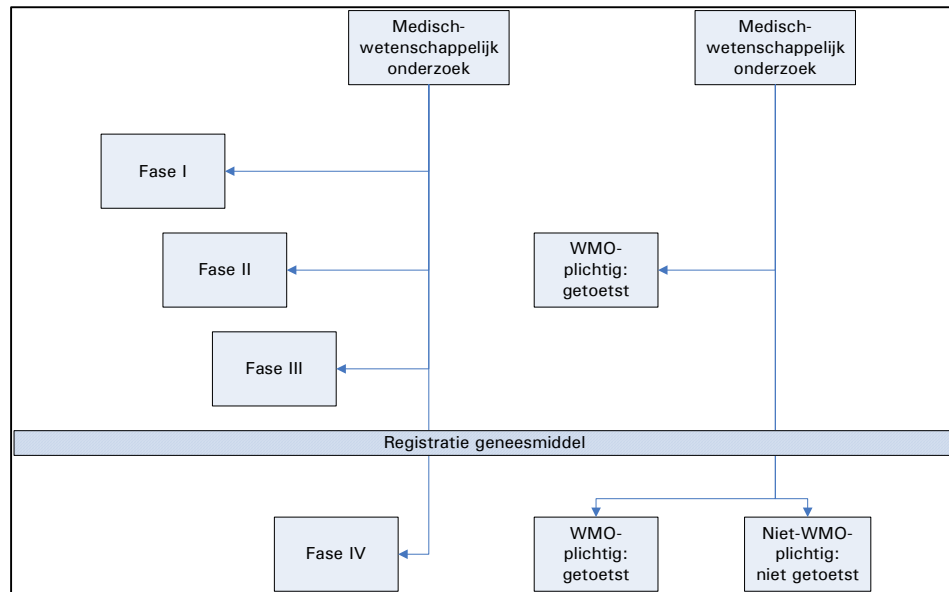 Medisch-
wetenschappelijk
onderzoek
Medisch-
wetenschappelijk
onderzoek
Fase I
Fase II
WMO-
plichtig:
getoetst
Fase III
Registratie geneesmiddel
Fase IV
WMO-
plichtig:
getoetst
Niet-WMO-
plichtig:
niet getoetst